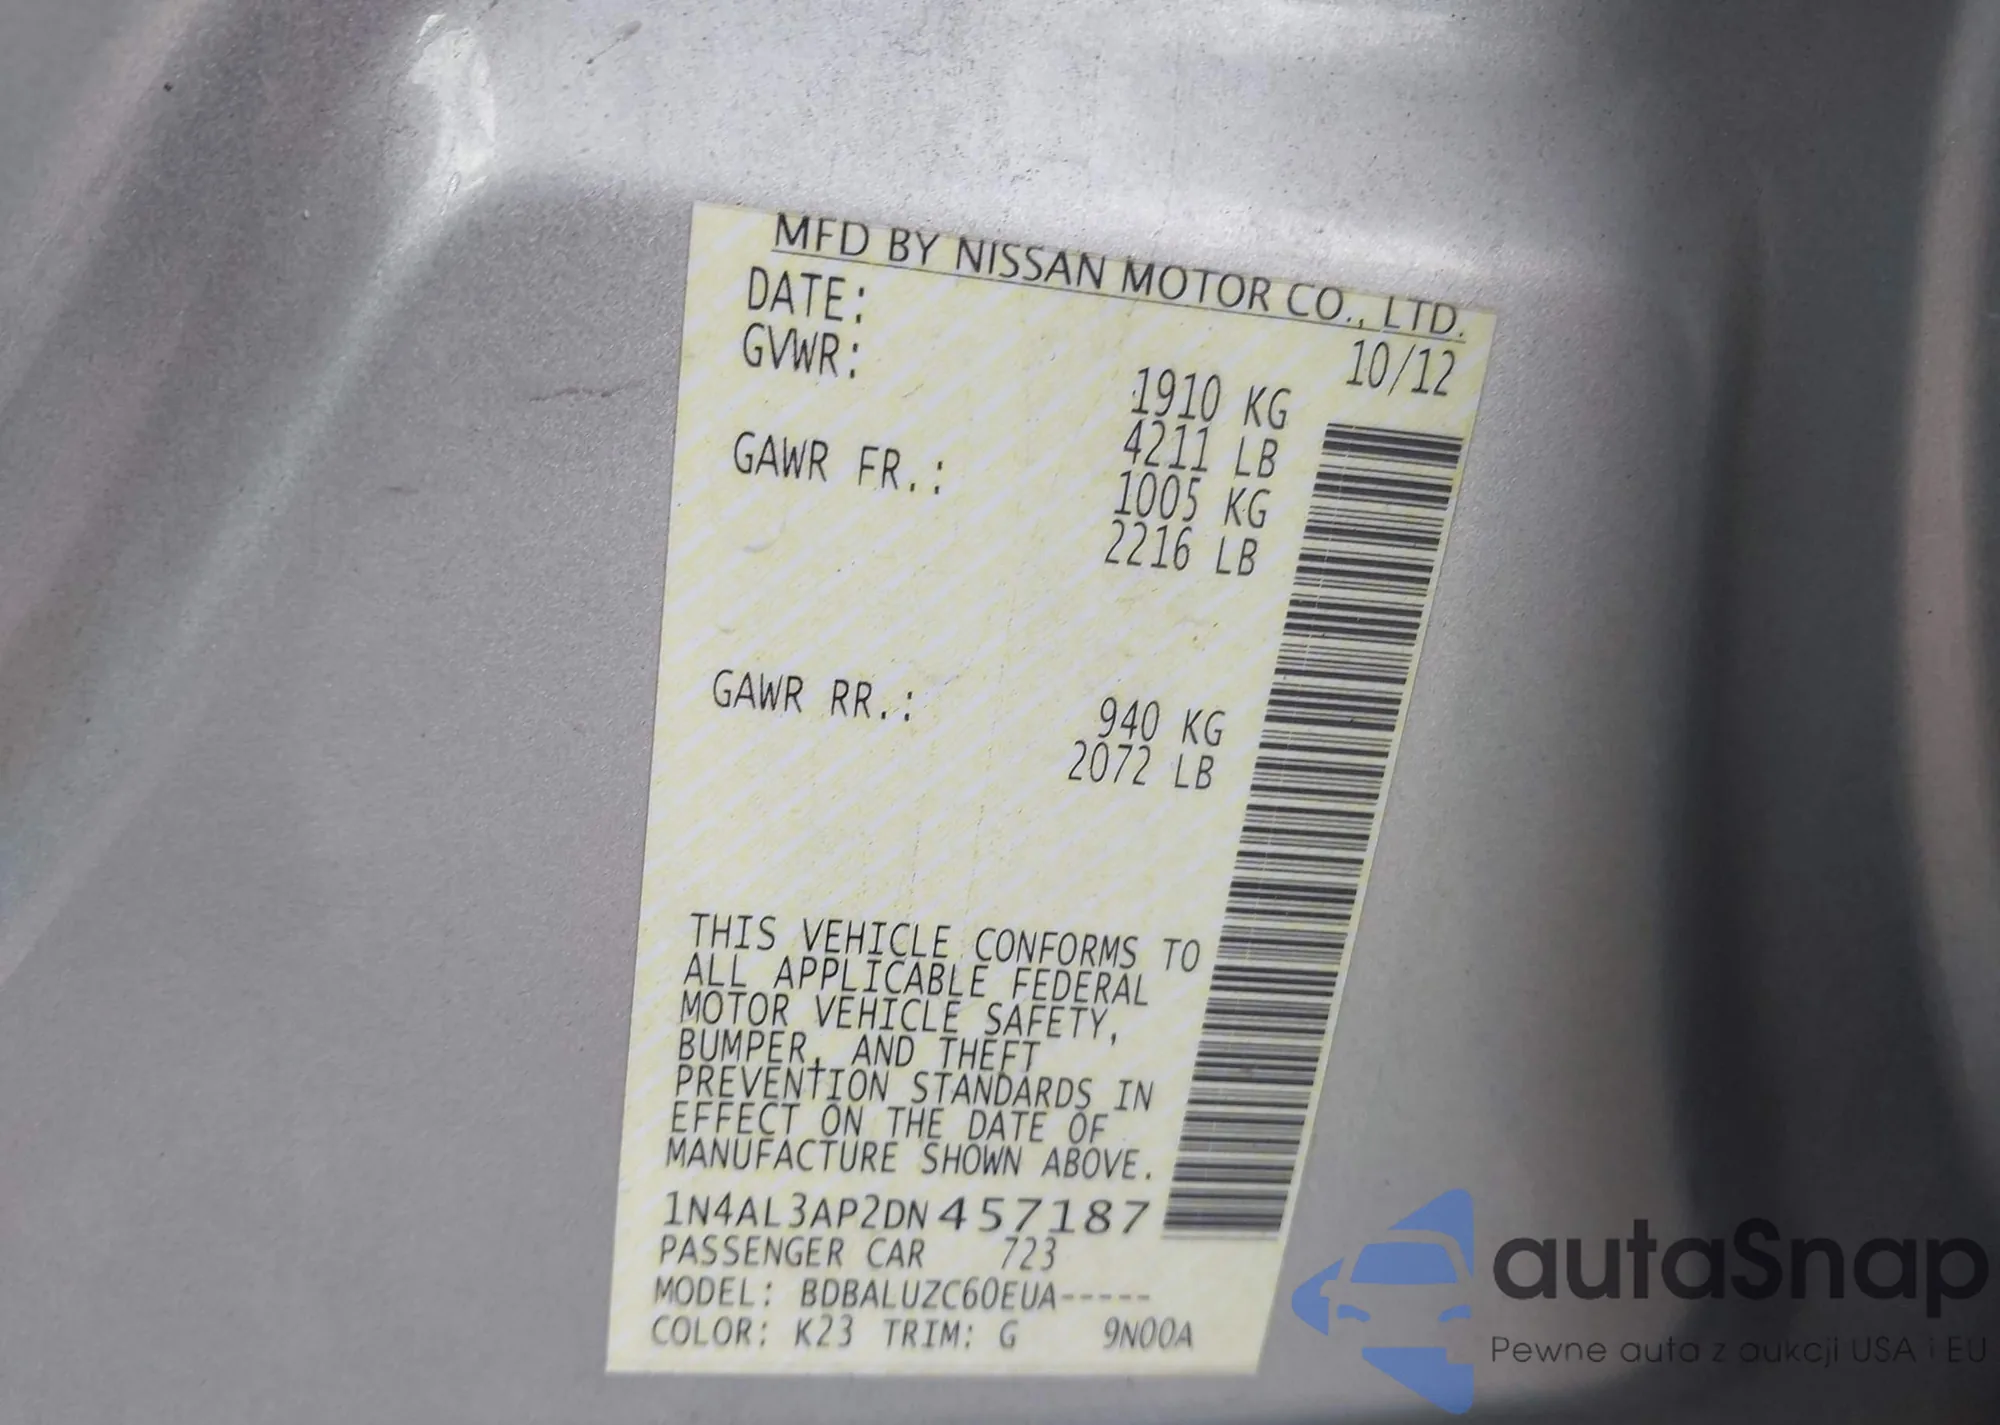 MFD BY NISSAN MOTOR CO., LTD.
DATE: 10/12
GVWR: 1910 KG
4211 LB
GAWR FR.: 1005 KG
2216 LB
GAWR RR.: 940 KG
2072 LB
THIS VEHICLE CONFORMS TO
ALL APPLICABLE FEDERAL
MOTOR VEHICLE SAFETY,
BUMPER, AND THEFT
PREVENTION STANDARDS IN
EFFECT ON THE DATE OF
MANUFACTURE SHOWN ABOVE.
1N4AL3AP2DN457187
PASSENGER CAR 723
MODEL: BDBALUZC60EUA-----
COLOR: K23 TRIM: G 9N00A
autaSnap
Pewne auta z aukcji USA i EU